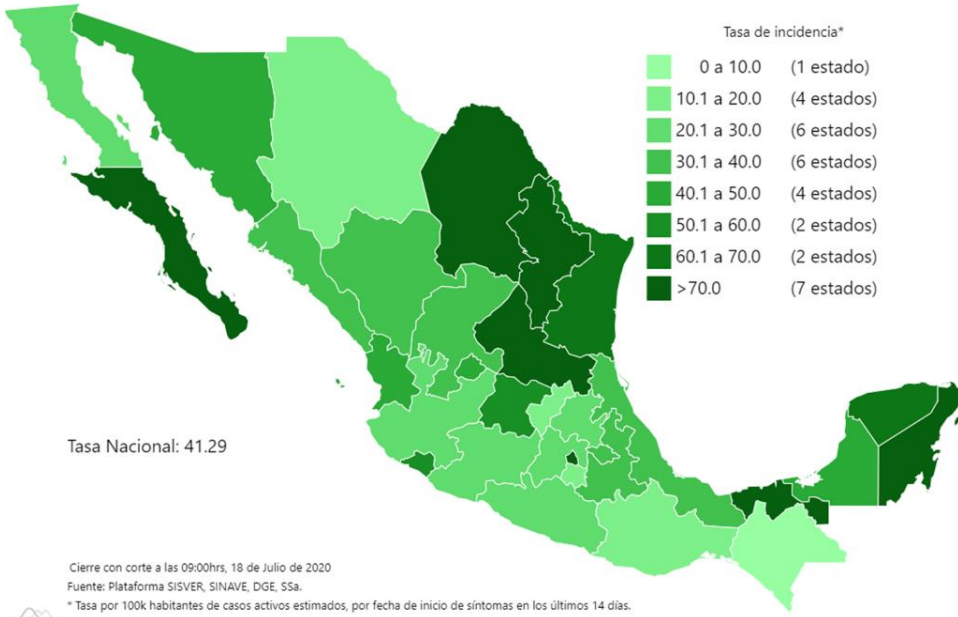 Tasa de incidencia*
0 a 10.0 (1 estado)
10.1 a 20.0 (4 estados)
20.1 a 30.0 (6 estados)
30.1 a 40.0 (6 estados)
40.1 a 50.0 (4 estados)
50.1 a 60.0 (2 estados)
60.1 a 70.0 (2 estados)
>70.0 (7 estados)
Tasa Nacional: 41.29
Cierre con corte a las 09:00hrs, 18 de Julio de 2020
Fuente: Plataforma SISVER, SINAVE, DGE, SSa.
* Tasa por 100k habitantes de casos activos estimados, por fecha de inicio de síntomas en los últimos 14 días.